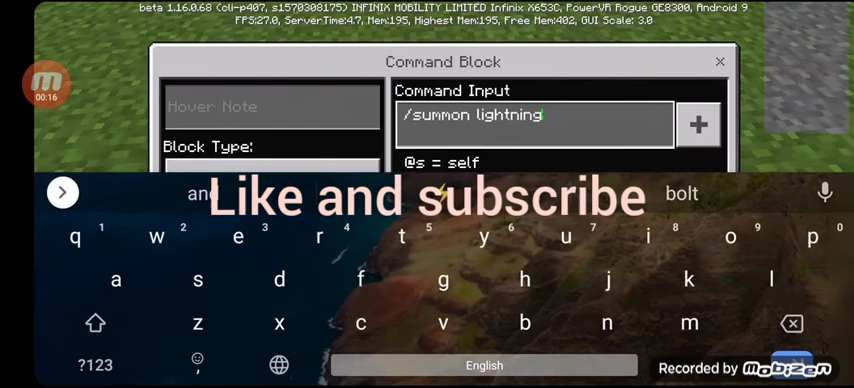 beta 1.16.0.68 (cli-p407, s1570308175) INFINIX MOBILITY LIMITED Infinix X653C, PowerVR Rogue GE8300, Android 9
FPS:27.0, ServerTime:4.7, Mem:195, Highest Mem:195, Free Mem:402, GUI Scale: 3.0
Command Block
00:16
Hover Note
Command Input
/summon lightning
Block Type:
@s = self
and
bolt
Like and subscribe
q 1 w 2 e 3 r 4 t 5 y 6 u 7 i 8 o 9 p 0
a s d f g h j k l
z x c v b n m
?123 , English
Recorded by mobizen